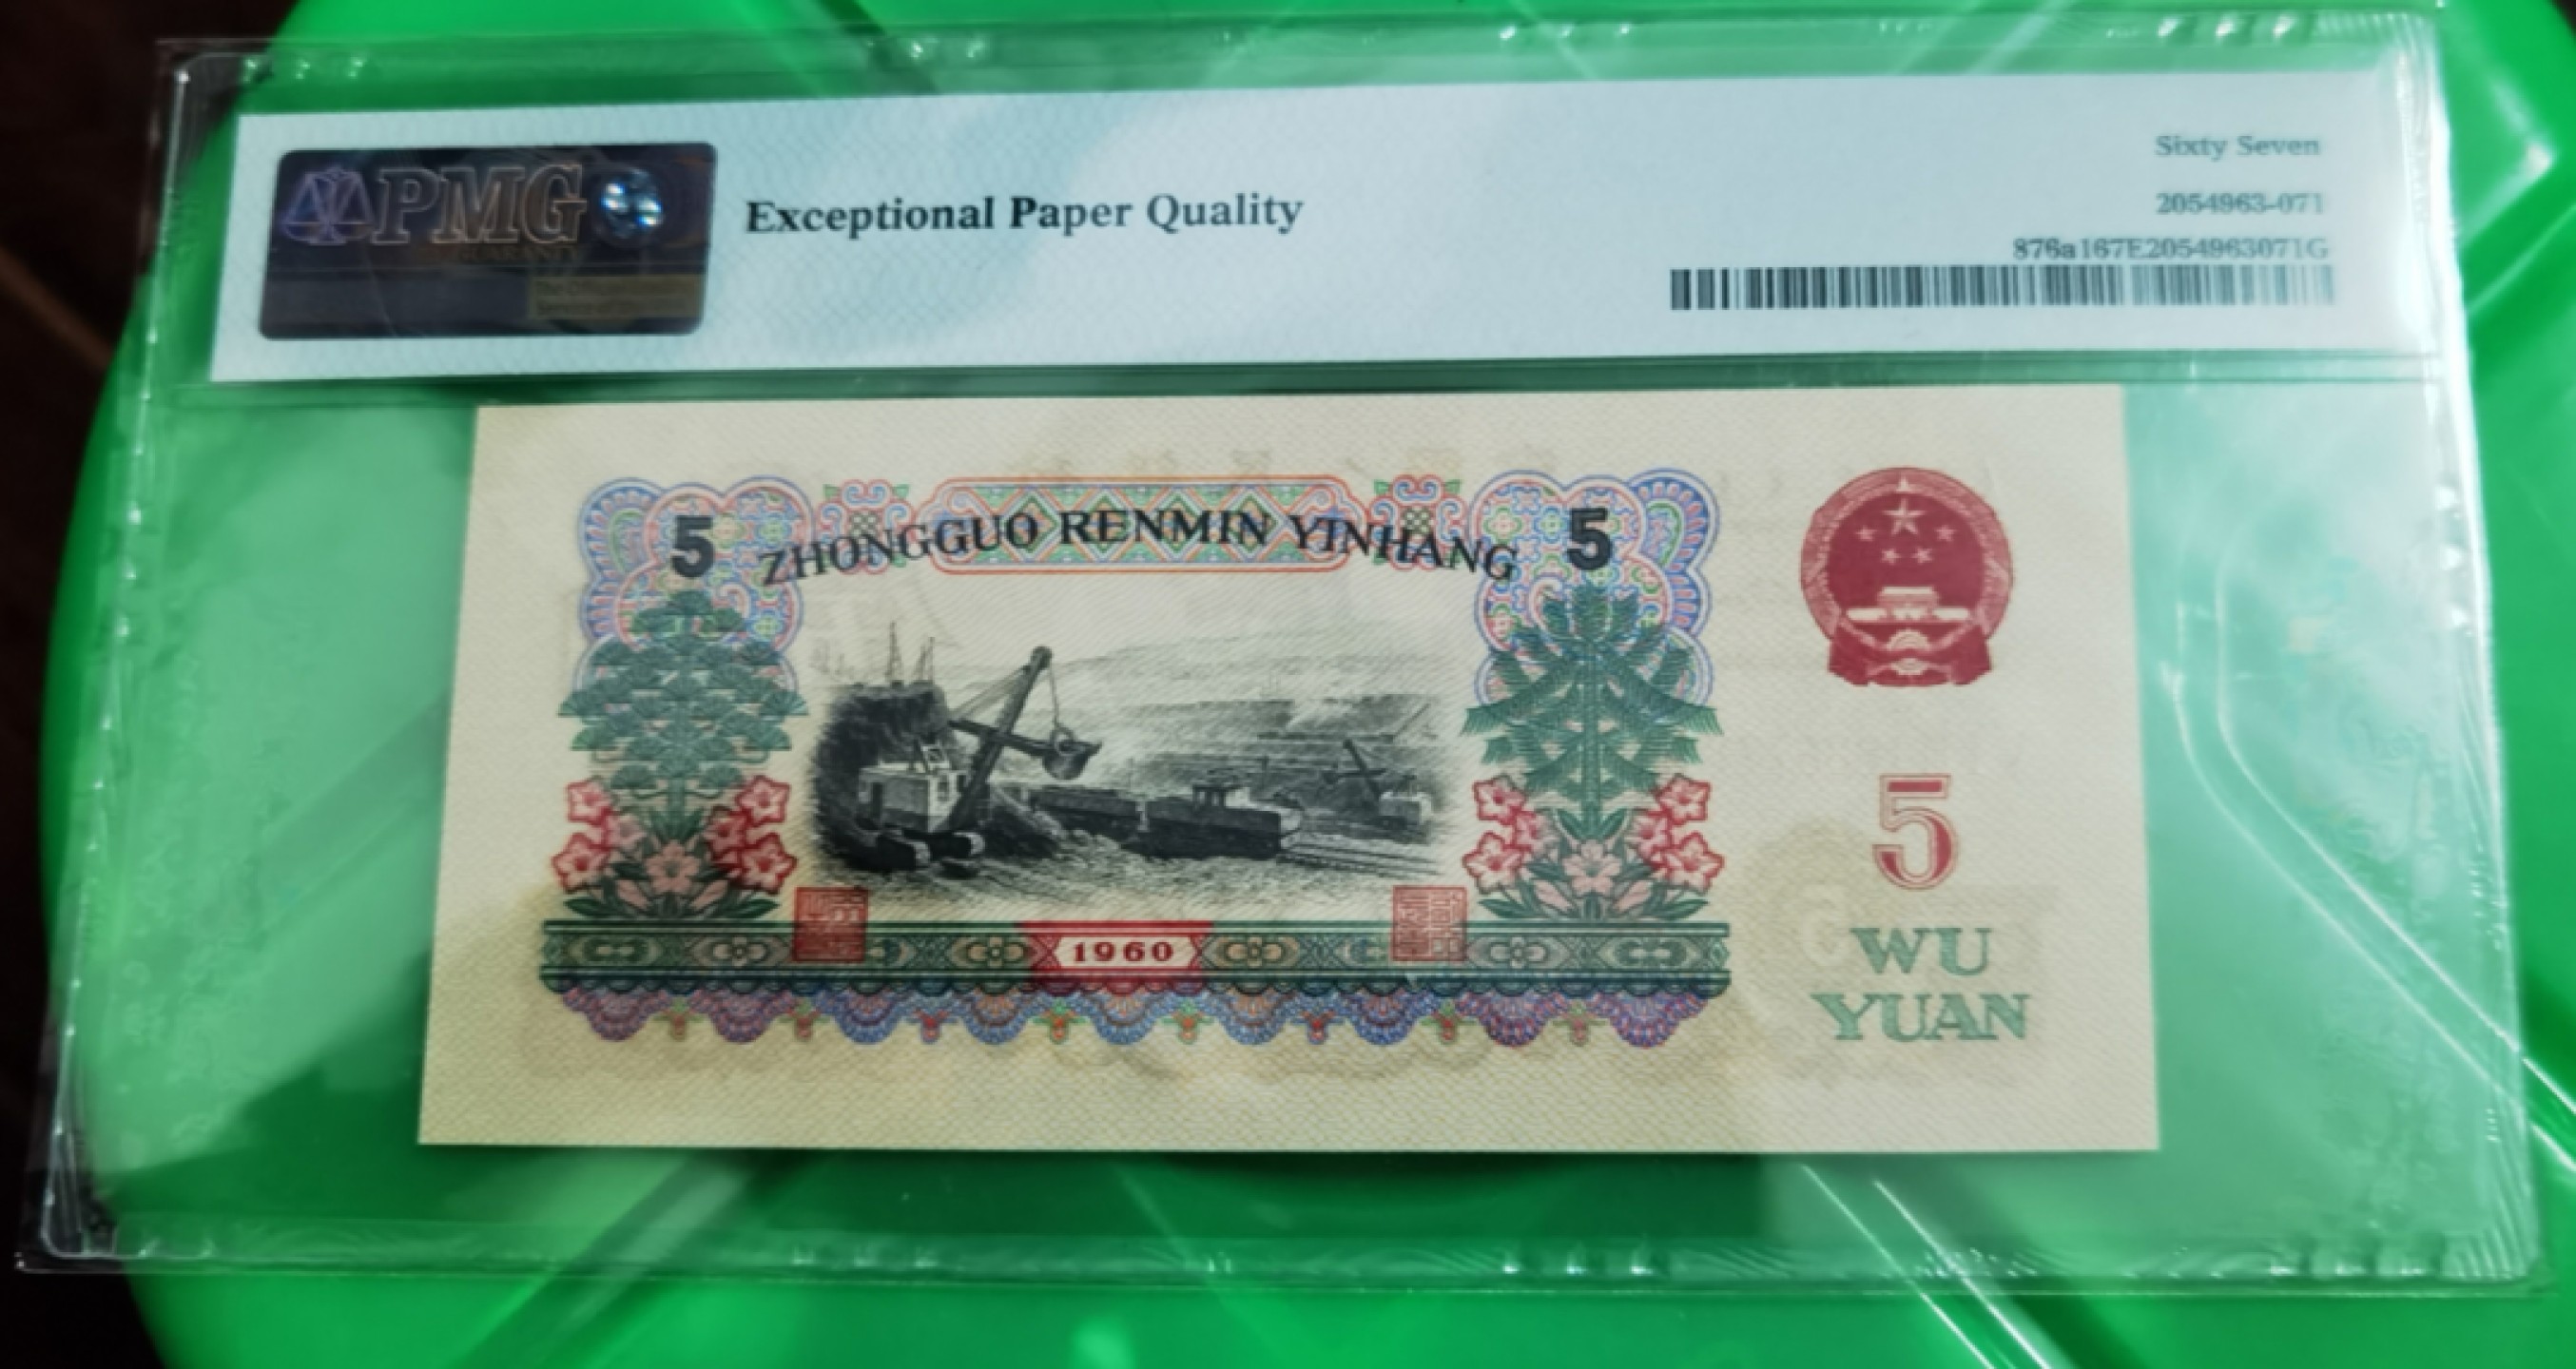 PMG
Exceptional Paper Quality
Sixty Seven
2054963-071
876a167E2054963071G
5 ZHONGGUO RENMIN YINHANG 5
5
1960
WU
YUAN